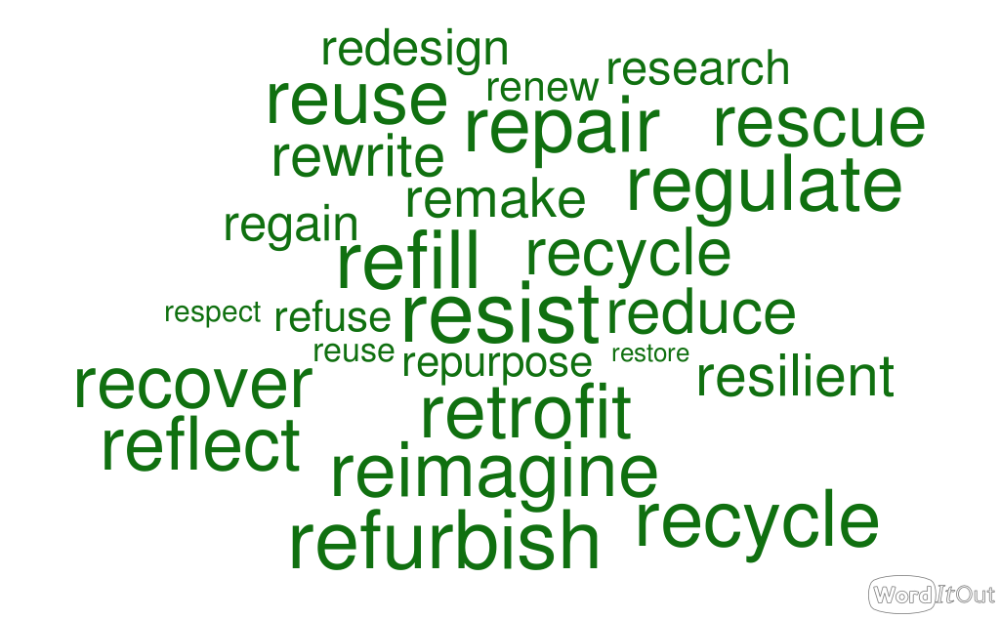 redesign
research
renew
reuse
repair
rescue
rewrite
regulate
remake
regain
recycle
refill
respect
refuse
resist
reduce
reuse
repurpose
restore
resilient
recover
retrofit
reflect
reimagine
recycle
refurbish
WordItOut